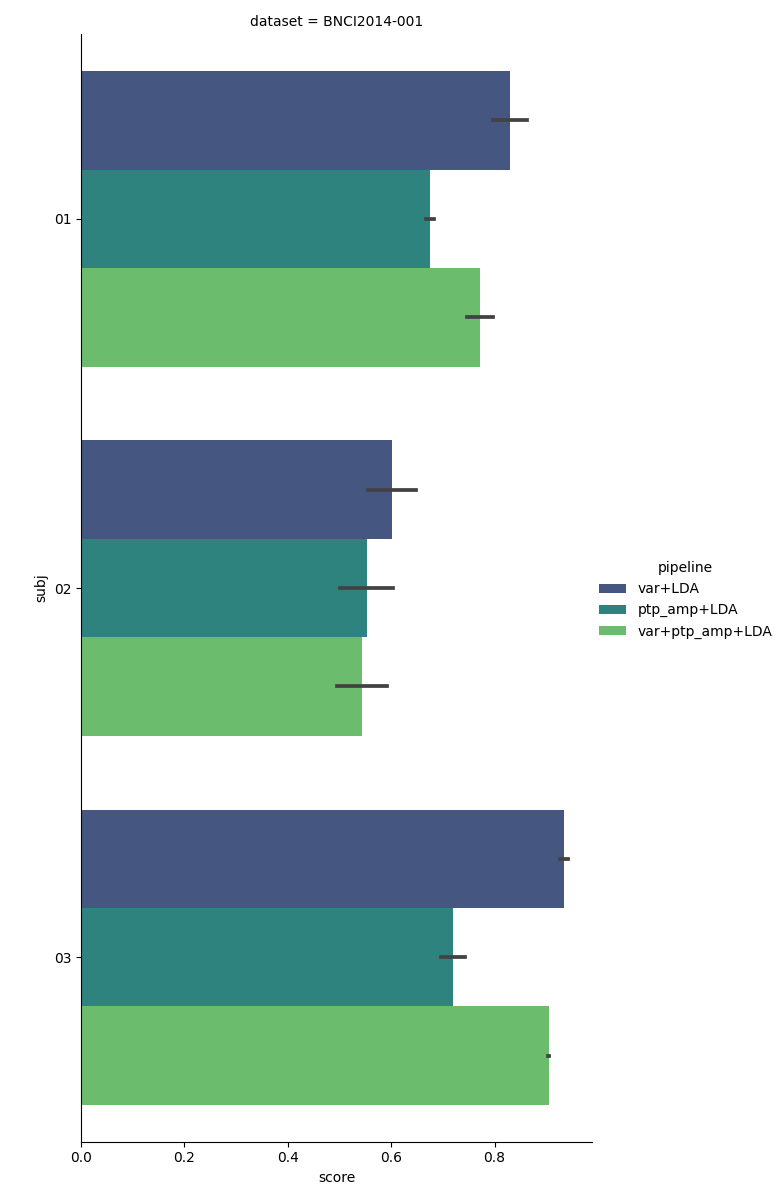 dataset = BNCI2014-001
01
02
03
subj
0.0 0.2 0.4 0.6 0.8
score
pipeline
var+LDA
ptp_amp+LDA
var+ptp_amp+LDA